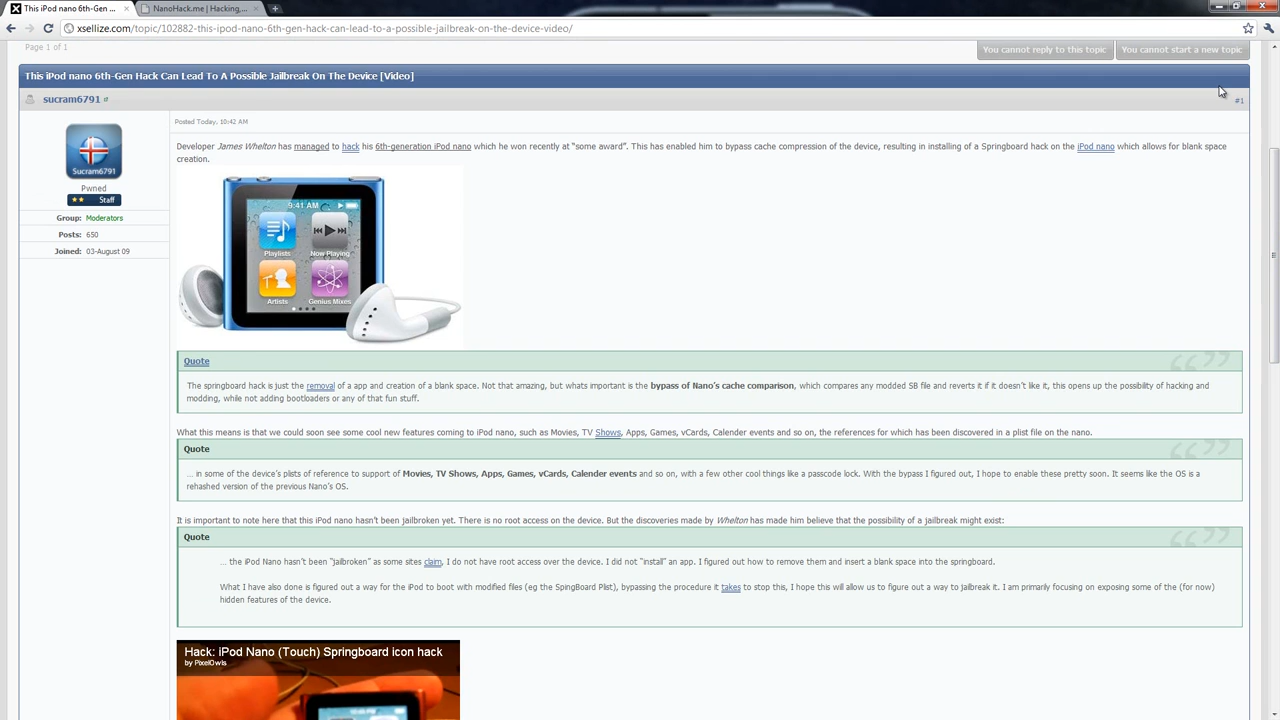 This iPod nano 6th-Gen
NanoHack.me | Hacking,...
xsellize.com/topic/102882-this-ipod-nano-6th-gen-hack-can-lead-to-a-possible-jailbreak-on-the-device-video/
Page 1 of 1
You cannot reply to this topic
You cannot start a new topic
This iPod nano 6th-Gen Hack Can Lead To A Possible Jailbreak On The Device [Video]
sucram6791
#1
Posted Today, 10:42 AM
Sucram6791
Pwned
Staff
Group: Moderators
Posts: 650
Joined: 03-August 09
Developer James Whelton has managed to hack his 6th-generation iPod nano which he won recently at “some award”. This has enabled him to bypass cache compression of the device, resulting in installing of a Springboard hack on the iPod nano which allows for blank space
creation.
9:41 AM
Playlists
Now Playing
Artists
Genius Mixes
Quote
The springboard hack is just the removal of a app and creation of a blank space. Not that amazing, but whats important is the bypass of Nano’s cache comparison, which compares any modded SB file and reverts it if it doesn’t like it, this opens up the possibility of hacking and
modding, while not adding bootloaders or any of that fun stuff.
What this means is that we could soon see some cool new features coming to iPod nano, such as Movies, TV Shows, Apps, Games, vCards, Calender events and so on, the references for which has been discovered in a plist file on the nano.
Quote
… in some of the device’s plists of reference to support of Movies, TV Shows, Apps, Games, vCards, Calender events and so on, with a few other cool things like a passcode lock. With the bypass I figured out, I hope to enable these pretty soon. It seems like the OS is a
rehashed version of the previous Nano’s OS.
It is important to note here that this iPod nano hasn’t been jailbroken yet. There is no root access on the device. But the discoveries made by Whelton has made him believe that the possibility of a jailbreak might exist:
Quote
… the iPod Nano hasn’t been “jailbroken” as some sites claim, I do not have root access over the device. I did not “install” an app. I figured out how to remove them and insert a blank space into the springboard.
What I have also done is figured out a way for the iPod to boot with modified files (eg the SpingBoard Plist), bypassing the procedure it takes to stop this, I hope this will allow us to figure out a way to jailbreak it. I am primarily focusing on exposing some of the (for now)
hidden features of the device.
Hack: iPod Nano (Touch) Springboard icon hack
by PixelOwls